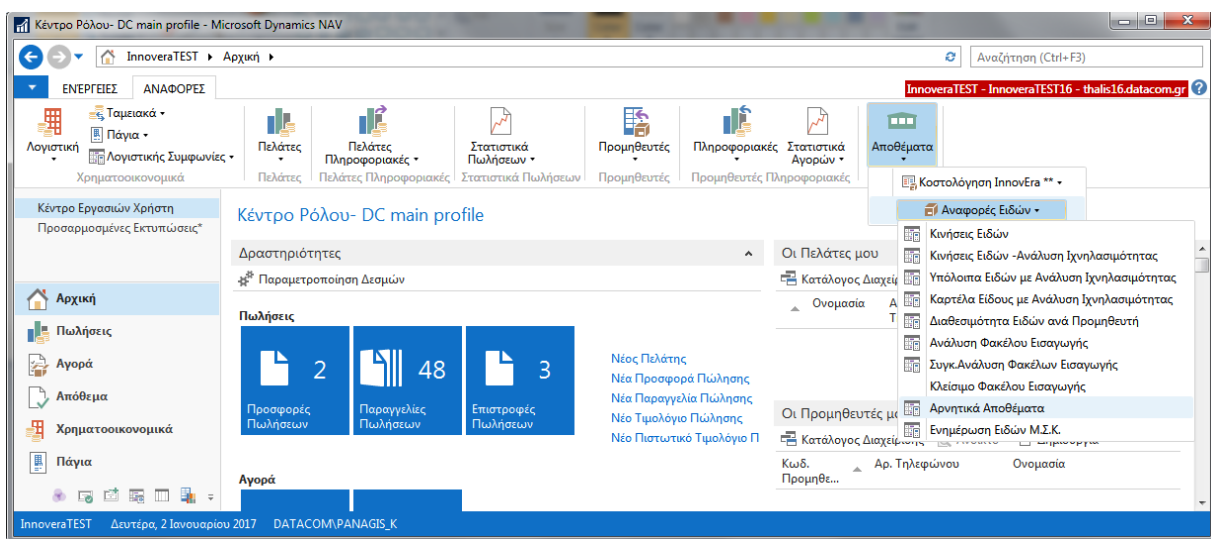 Κέντρο Ρόλου- DC main profile - Microsoft Dynamics NAV
InnoveraTEST
Αρχική
Αναζήτηση (Ctrl+F3)
ΕΝΈΡΓΕΙΕΣ
ΑΝΑΦΟΡΈΣ
InnoveraTEST - InnoveraTEST16 - thalis16.datacom.gr
Λογιστική
Ταμειακά
Πάγια
Λογιστικής Συμφωνίες
Χρηματοοικονομικά
Πελάτες
Πελάτες
Πελάτες
Πληροφοριακές
Πελάτες Πληροφοριακές
Στατιστικά
Πωλήσεων
Στατιστικά Πωλήσεων
Προμηθευτές
Προμηθευτές
Πληροφοριακές
Στατιστικά
Αγορών
Προμηθευτές Πληροφοριακές
Αποθέματα
Κοστολόγηση InnovEra **
Αναφορές Ειδών
Κινήσεις Ειδών
Κινήσεις Ειδών -Ανάλυση Ιχνηλασιμότητας
Υπόλοιπα Ειδών με Ανάλυση Ιχνηλασιμότητας
Καρτέλα Είδους με Ανάλυση Ιχνηλασιμότητας
Διαθεσιμότητα Ειδών ανά Προμηθευτή
Ανάλυση Φακέλου Εισαγωγής
Συγκ.Ανάλυση Φακέλων Εισαγωγής
Κλείσιμο Φακέλου Εισαγωγής
Αρνητικά Αποθέματα
Ενημέρωση Ειδών Μ.Σ.Κ.
Κέντρο Εργασιών Χρήστη
Προσαρμοσμένες Εκτυπώσεις*
Αρχική
Πωλήσεις
Αγορά
Απόθεμα
Χρηματοοικονομικά
Πάγια
Κέντρο Ρόλου- DC main profile
Δραστηριότητες
Παραμετροποίηση Δεσμών
Πωλήσεις
2
Προσφορές
Πωλήσεων
48
Παραγγελίες
Πωλήσεων
3
Επιστροφές
Πωλήσεων
Νέος Πελάτης
Νέα Προσφορά Πώλησης
Νέα Παραγγελία Πώλησης
Νέο Τιμολόγιο Πώλησης
Νέο Πιστωτικό Τιμολόγιο Π
Αγορά
Οι Πελάτες μου
Κατάλογος
Ονομασία
Οι Προμηθευτές
Κατάλογος
Κωδ.
Προμηθε...
Αρ. Τηλεφώνου
Ονομασία
InnoveraTEST
Δευτέρα, 2 Ιανουαρίου 2017
DATACOM\PANAGIS_K